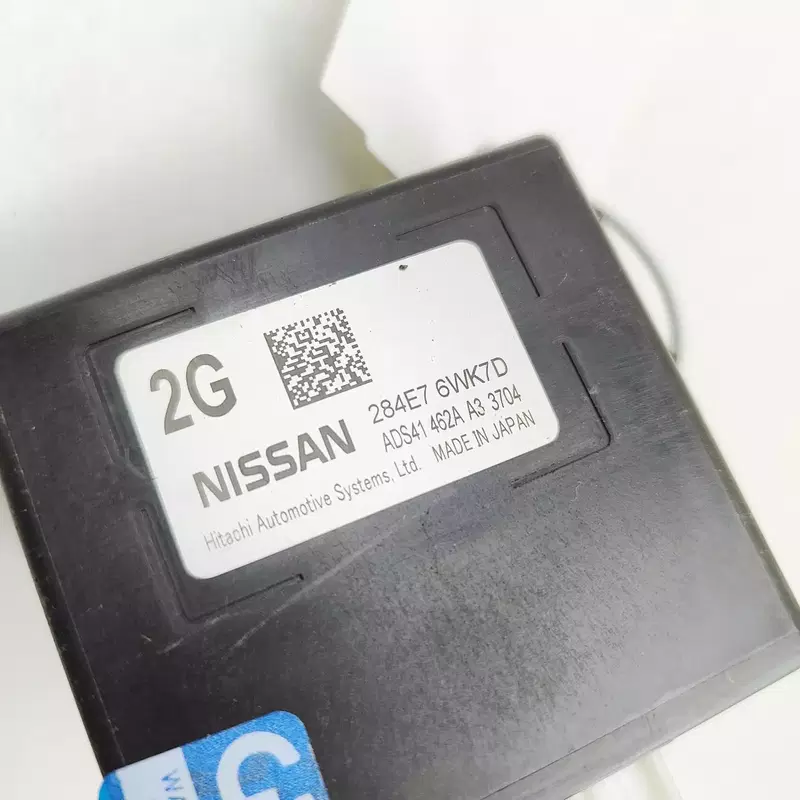 2G
NISSAN
284E7 6WK7D
ADS41 462A A3 3704
Hitachi Automotive Systems, Ltd. MADE IN JAPAN